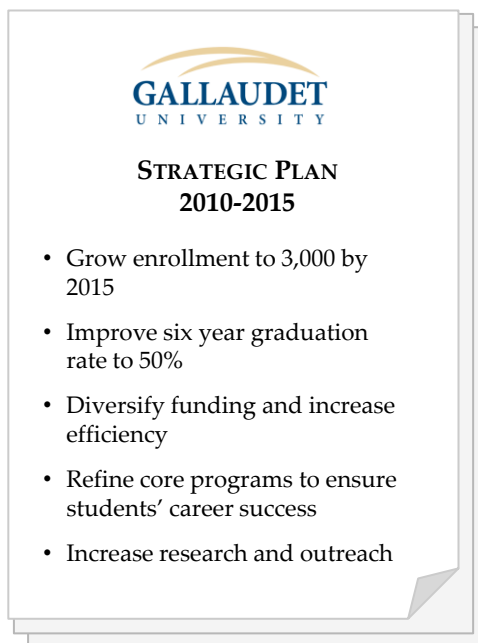 GALLAUDET
UNIVERSITY
STRATEGIC PLAN
2010-2015
• Grow enrollment to 3,000 by
2015
• Improve six year graduation
rate to 50%
• Diversify funding and increase
efficiency
• Refine core programs to ensure
students’ career success
• Increase research and outreach